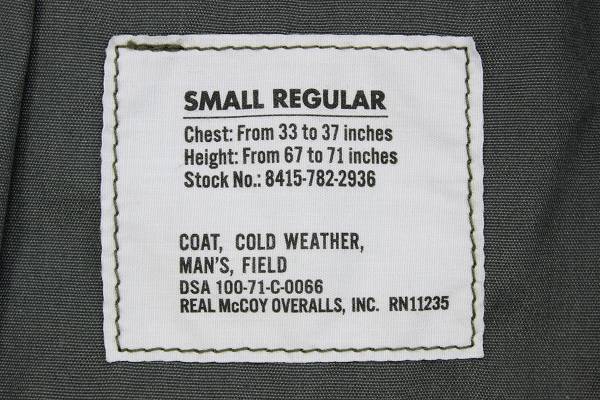 SMALL REGULAR
Chest: From 33 to 37 inches
Height: From 67 to 71 inches
Stock No.: 8415-782-2936
COAT, COLD WEATHER,
MAN'S, FIELD
DSA 100-71-C-0066
REAL McCOY OVERALLS, INC. RN11235